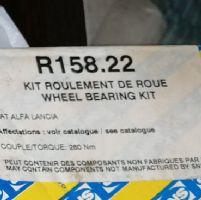 R158.22
KIT ROULEMENT DE ROUE
WHEEL BEARING KIT
AT ALFA LANCIA
Affectations : voir catalogue / see catalogue
COUPLE/TORQUE: 280 Nm
PEUT CONTENIR DES COMPOSANTS NON FABRIQUES PAR
MAY CONTAIN COMPONENTS NOT MANUFACTURED BY SN